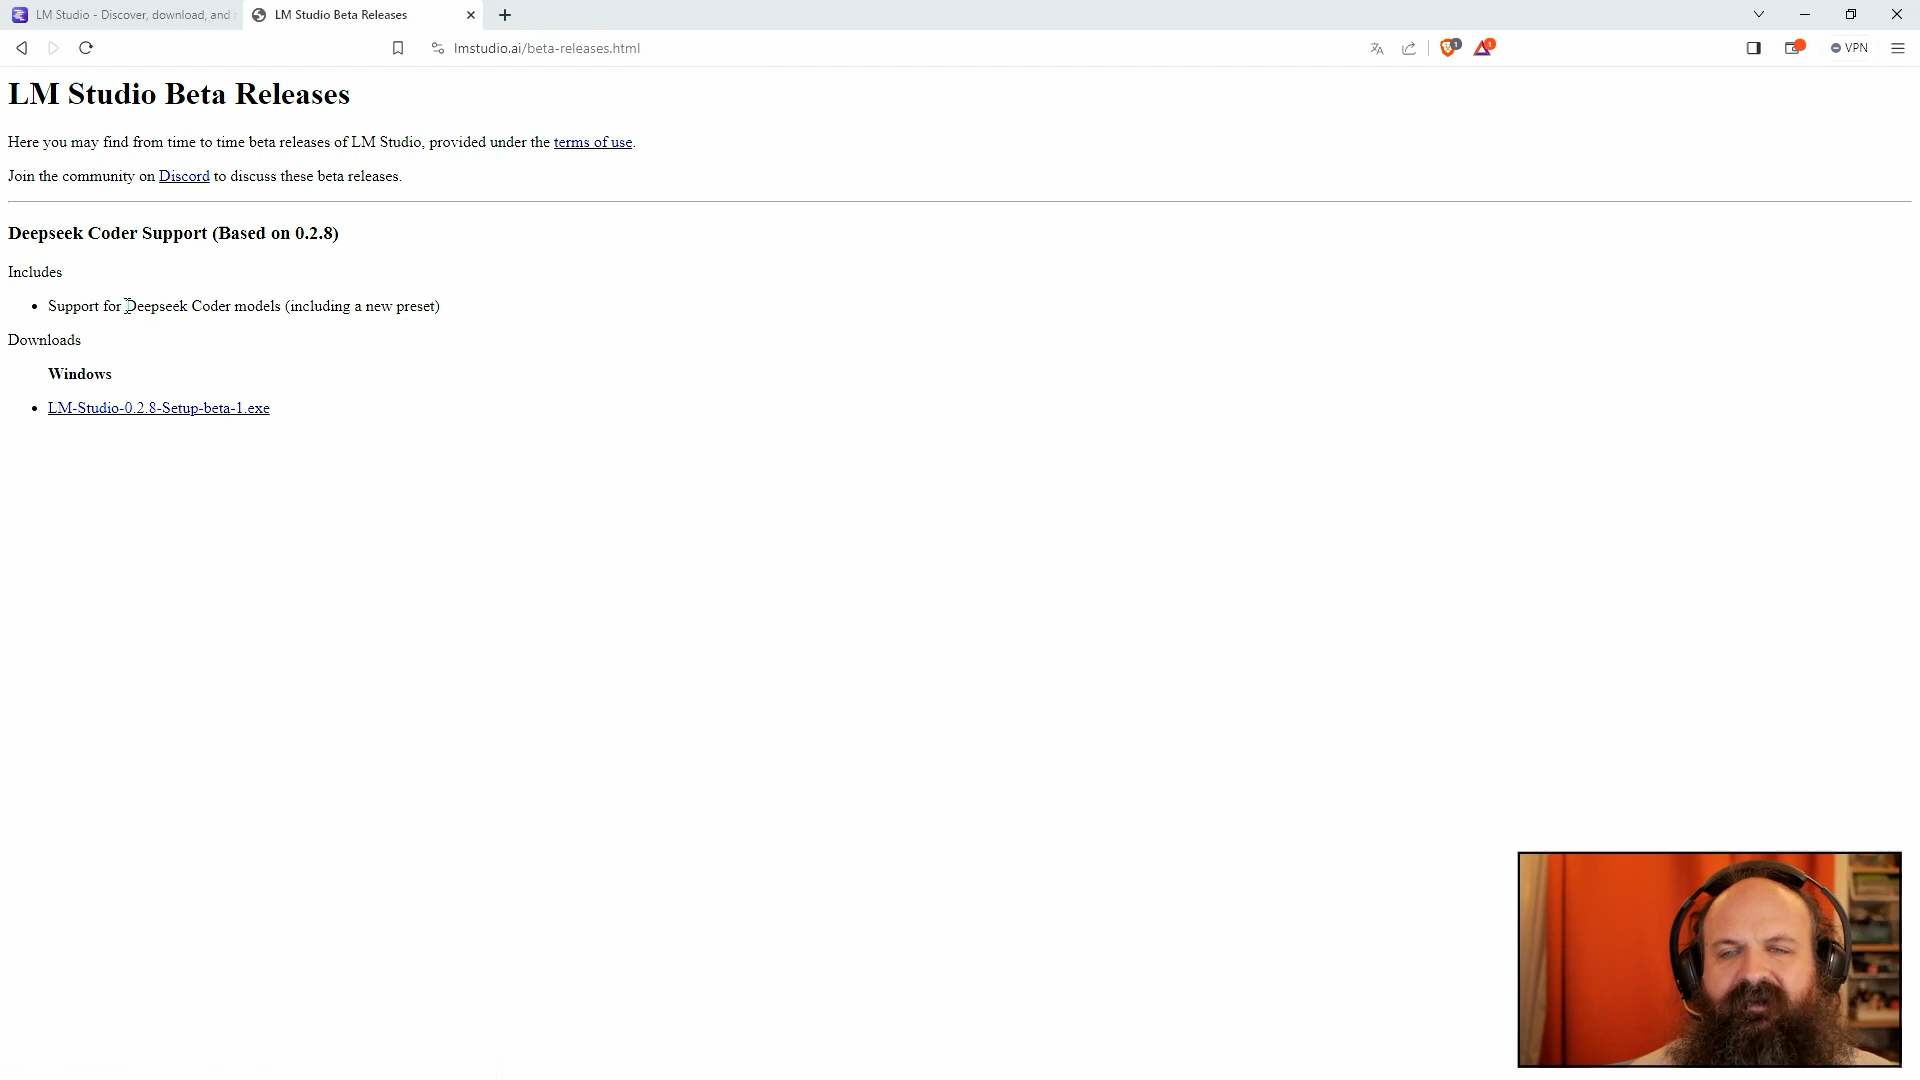 LM Studio - Discover, download, and
LM Studio Beta Releases
lmstudio.ai/beta-releases.html
1
1
VPN
LM Studio Beta Releases
Here you may find from time to time beta releases of LM Studio, provided under the terms of use.
Join the community on Discord to discuss these beta releases.
Deepseek Coder Support (Based on 0.2.8)
Includes
• Support for Deepseek Coder models (including a new preset)
Downloads
Windows
• LM-Studio-0.2.8-Setup-beta-1.exe